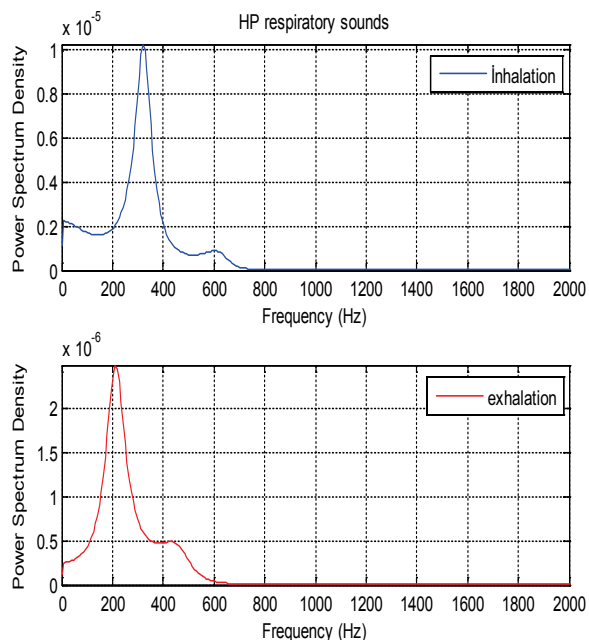 HP respiratory sounds
x 10^-5
Power Spectrum Density
1
0.8
0.6
0.4
0.2
0
İnhalation
0 200 400 600 800 1000 1200 1400 1600 1800 2000
Frequency (Hz)
x 10^-6
Power Spectrum Density
2
1.5
1
0.5
0
exhalation
0 200 400 600 800 1000 1200 1400 1600 1800 2000
Frequency (Hz)